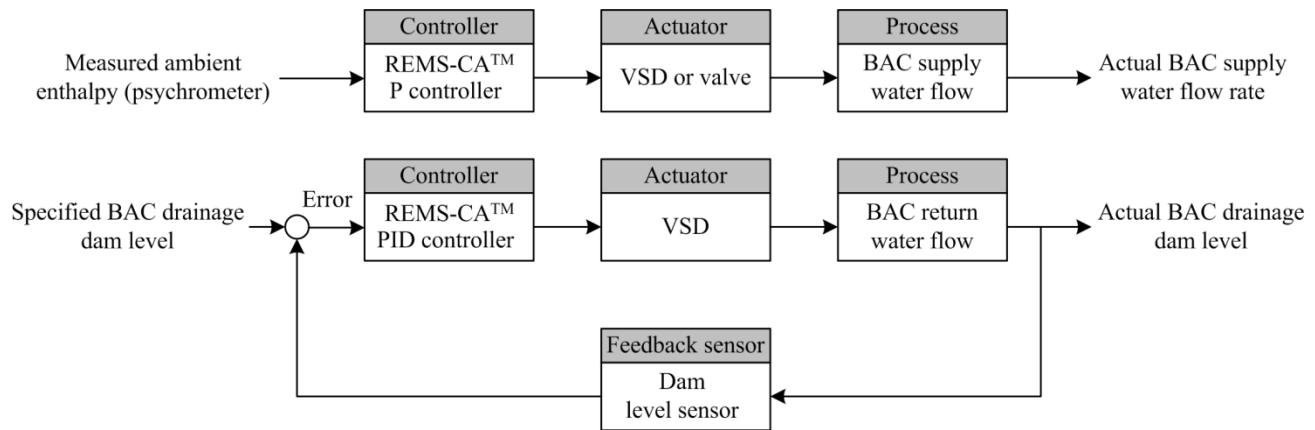 Measured ambient
enthalpy (psychrometer)
Controller
REMS-CA™
P controller
Actuator
VSD or valve
Process
BAC supply
water flow
Actual BAC supply
water flow rate
Specified BAC drainage
dam level
Error
Controller
REMS-CA™
PID controller
Actuator
VSD
Process
BAC return
water flow
Actual BAC drainage
dam level
Feedback sensor
Dam
level sensor